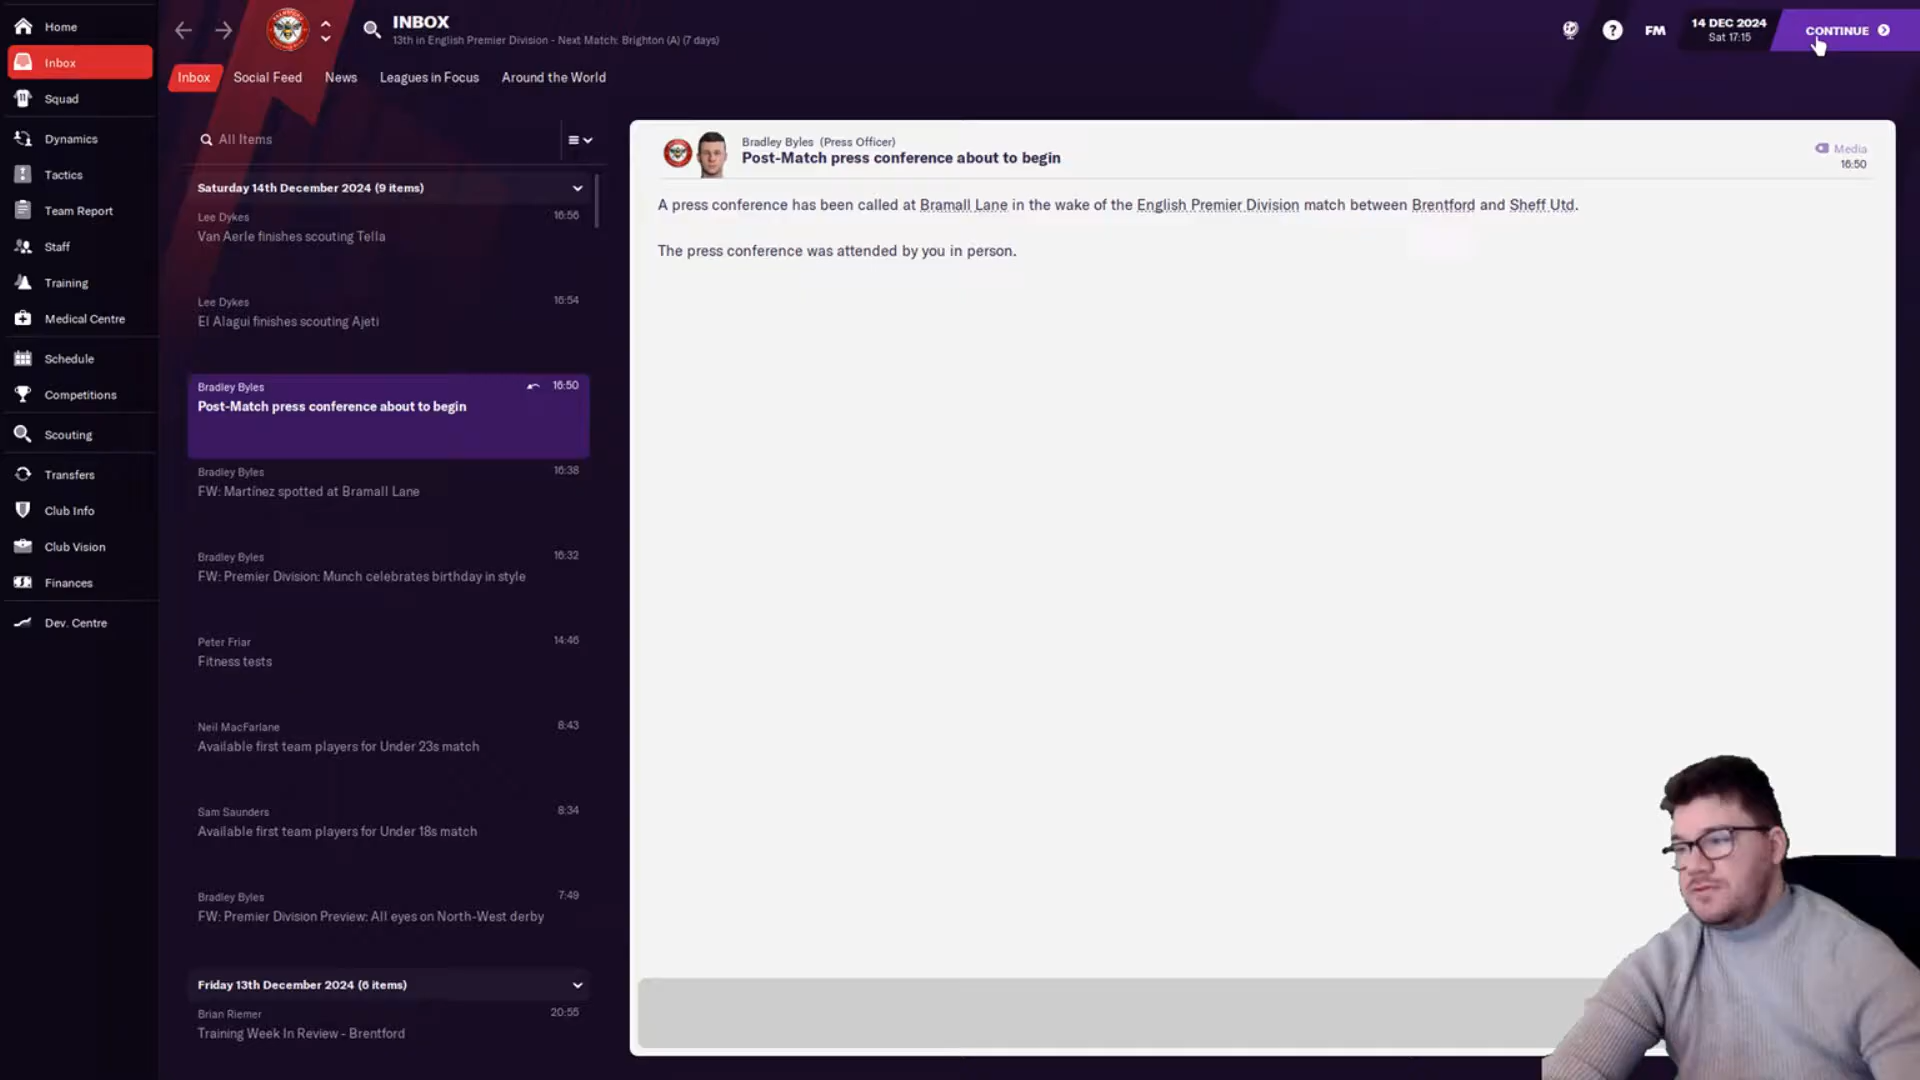 Home
Inbox
Squad
Dynamics
Tactics
Team Report
Staff
Training
Medical Centre
Schedule
Competitions
Scouting
Transfers
Club Info
Club Vision
Finances
Dev. Centre
INBOX
13th in English Premier Division - Next Match: Brighton (A) (7 days)
FM
14 DEC 2024
Sat 17:15
CONTINUE
Inbox Social Feed News Leagues in Focus Around the World
All Items
Saturday 14th December 2024 (9 items)
Lee Dykes 16:56
Van Aerle finishes scouting Tella
Lee Dykes 16:54
El Alagui finishes scouting Ajeti
Bradley Byles 16:50
Post-Match press conference about to begin
Bradley Byles 16:38
FW: Martínez spotted at Bramall Lane
Bradley Byles 16:32
FW: Premier Division: Munch celebrates birthday in style
Peter Friar 14:46
Fitness tests
Neil MacFarlane 8:43
Available first team players for Under 23s match
Sam Saunders 8:34
Available first team players for Under 18s match
Bradley Byles 7:49
FW: Premier Division Preview: All eyes on North-West derby
Friday 13th December 2024 (6 items)
Brian Riemer 20:55
Training Week In Review - Brentford
Bradley Byles (Press Officer)
Post-Match press conference about to begin
Media
16:50
A press conference has been called at Bramall Lane in the wake of the English Premier Division match between Brentford and Sheff Utd.
The press conference was attended by you in person.